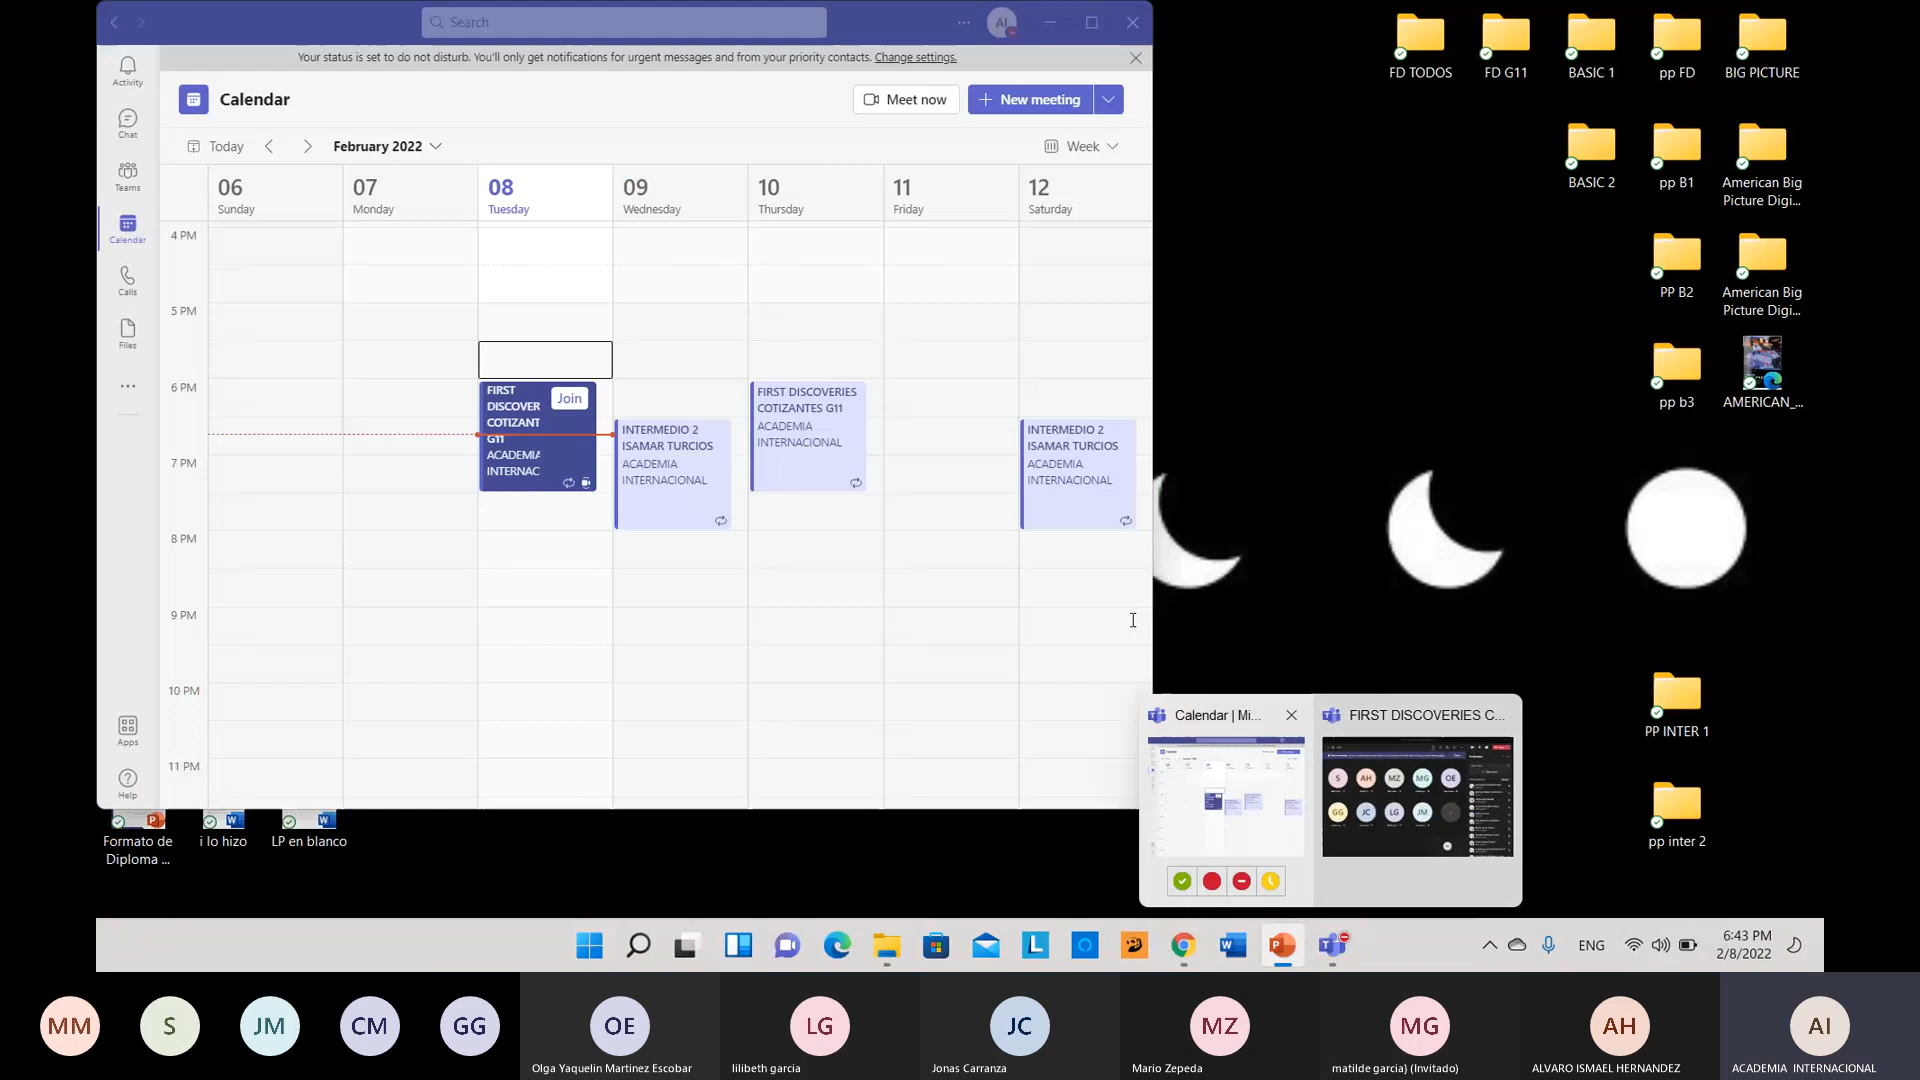 Search
AI
Your status is set to do not disturb. You'll only get notifications for urgent messages and from your priority contacts. Change settings.
Activity
Chat
Teams
Calendar
Calls
Files
Apps
Help
Calendar
Meet now
New meeting
Today
February 2022
Week
06
Sunday
07
Monday
08
Tuesday
09
Wednesday
10
Thursday
11
Friday
12
Saturday
4 PM
5 PM
6 PM
7 PM
8 PM
9 PM
10 PM
11 PM
FIRST
DISCOVER
COTIZANT
G11
ACADEMIA
INTERNAC
Join
INTERMEDIO 2
ISAMAR TURCIOS
ACADEMIA
INTERNACIONAL
FIRST DISCOVERIES
COTIZANTES G11
ACADEMIA
INTERNACIONAL
INTERMEDIO 2
ISAMAR TURCIOS
ACADEMIA
INTERNACIONAL
FD TODOS
FD G11
BASIC 1
pp FD
BIG PICTURE
BASIC 2
pp B1
American Big
Picture Digi...
PP B2
American Big
Picture Digi...
pp b3
AMERICAN_...
PP INTER 1
pp inter 2
Formato de
Diploma ...
i lo hizo
LP en blanco
Calendar | Mi...
FIRST DISCOVERIES C...
S
AH
MZ
MG
OE
GG
JC
LG
JM
ENG
6:43 PM
2/8/2022
MM
S
JM
CM
GG
OE
Olga Yaquelin Martinez Escobar
LG
lilibeth garcia
JC
Jonas Carranza
MZ
Mario Zepeda
MG
matilde garcia} (Invitado)
AH
ALVARO ISMAEL HERNANDEZ
AI
ACADEMIA INTERNACIONAL